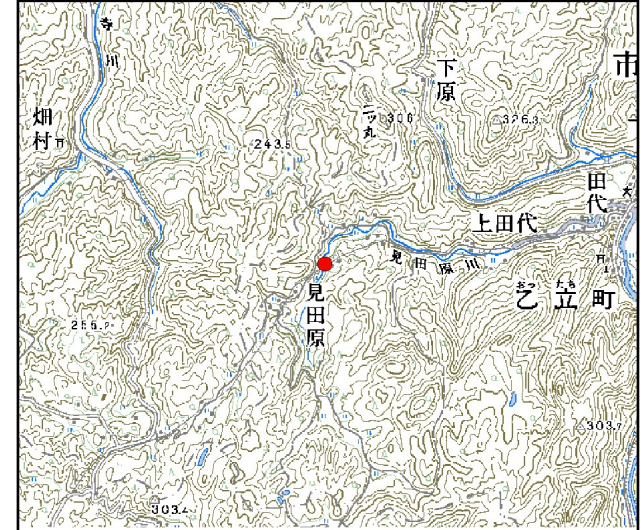 寺川
畑村
下原
市
二ッ丸
306
326.3
243.5
田代
上田代
見田原川
おっ たち
乙立町
見田原
255.2
303.7
303.4